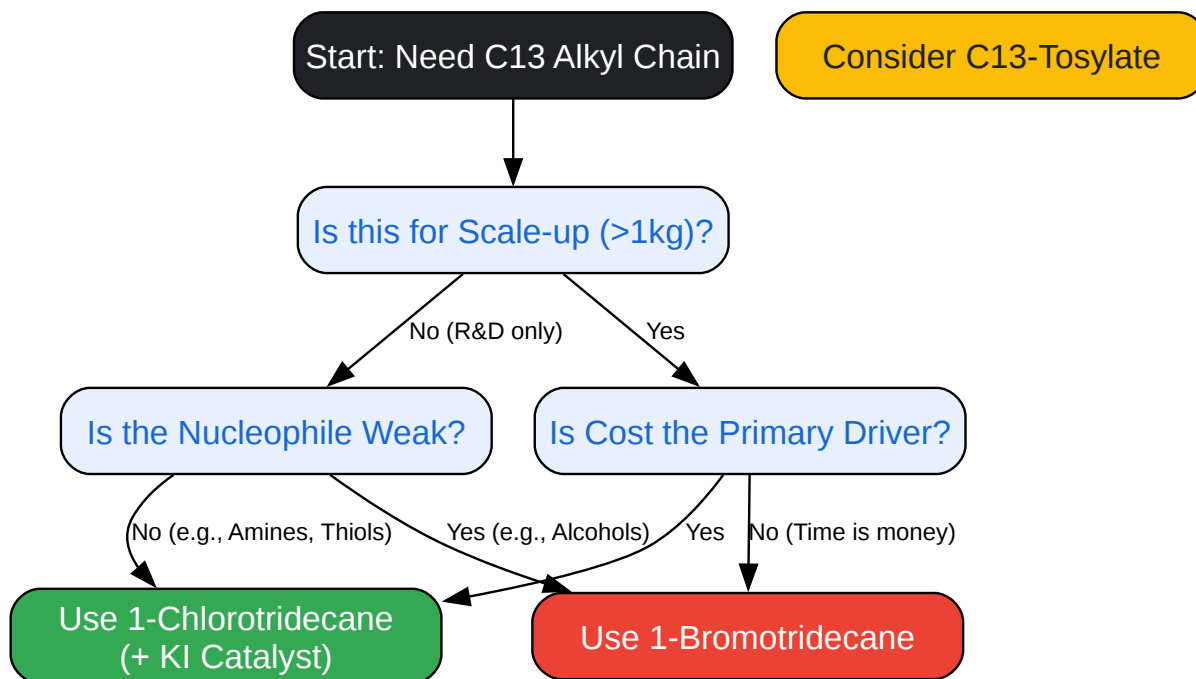 Start: Need C13 Alkyl Chain
Consider C13-Tosylate
Is this for Scale-up (>1kg)?
No (R&D only)
Yes
Is the Nucleophile Weak?
Is Cost the Primary Driver?
No (e.g., Amines, Thiols)
Yes (e.g., Alcohols)
Yes
No (Time is money)
Use 1-Chlorotridecane
(+ KI Catalyst)
Use 1-Bromotridecane